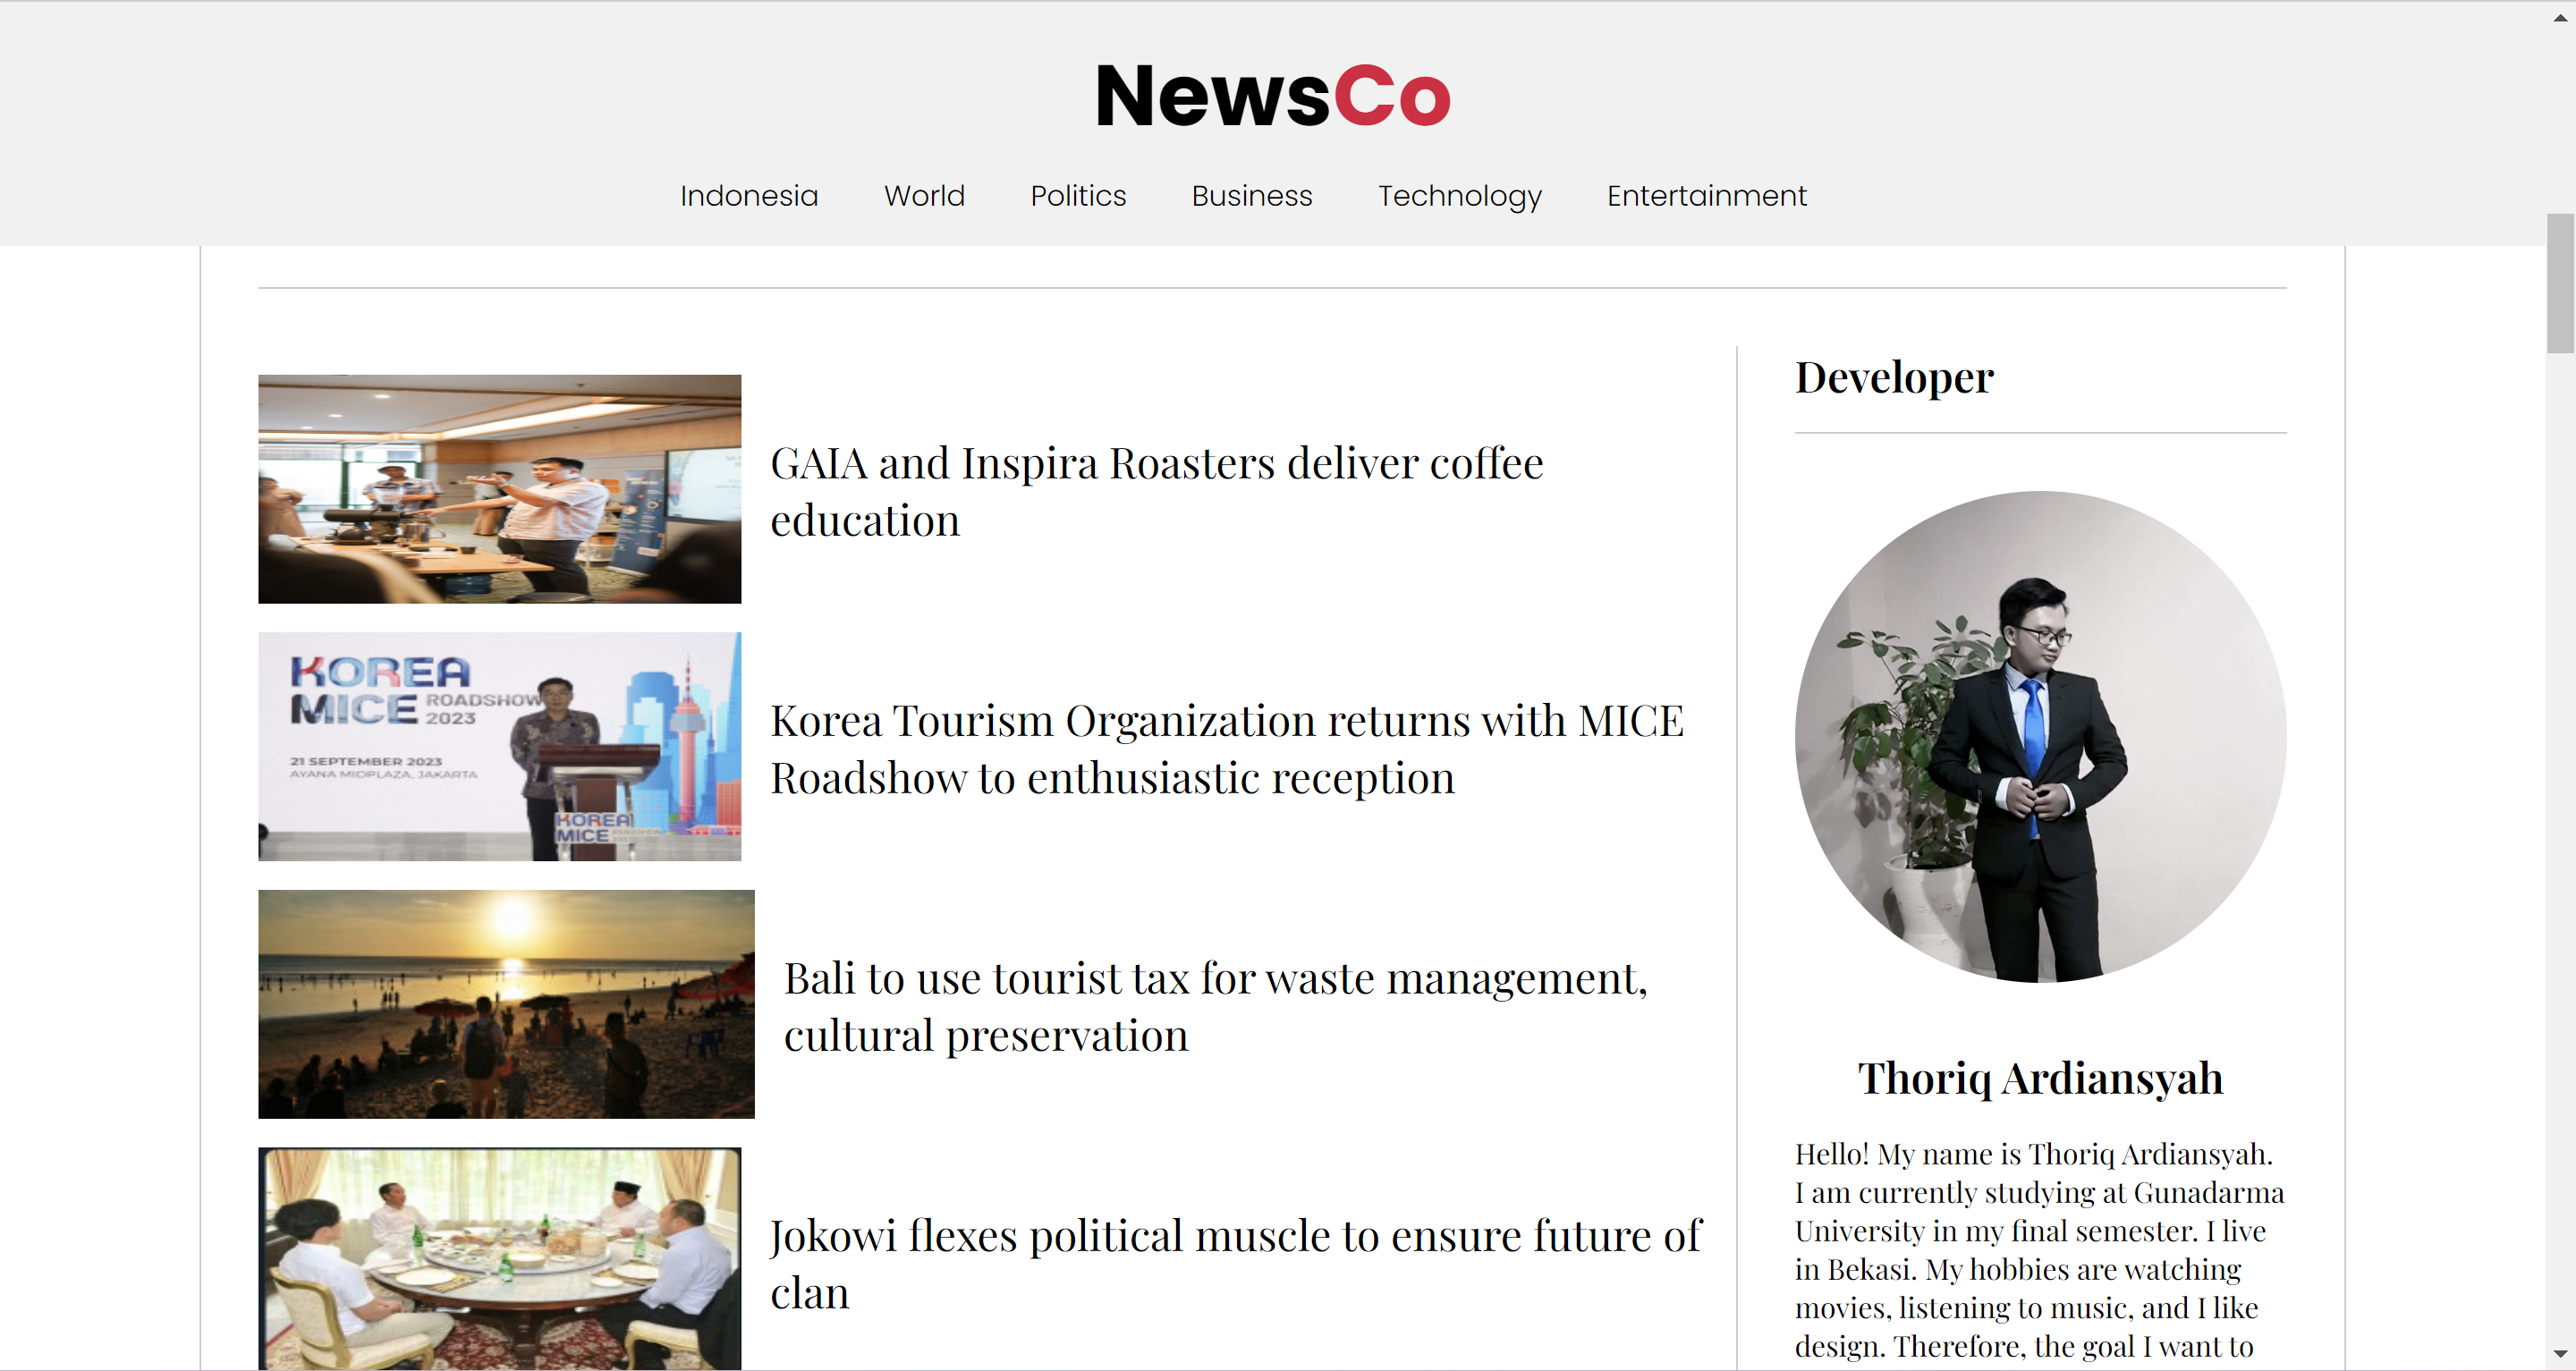 NewsCo
Indonesia World Politics Business Technology Entertainment
GAIA and Inspira Roasters deliver coffee
education
KOREA
MICE ROADSHOW
2023
21 SEPTEMBER 2023
AYANA MIDPLAZA, JAKARTA
KOREA
MICE
Korea Tourism Organization returns with MICE
Roadshow to enthusiastic reception
Bali to use tourist tax for waste management,
cultural preservation
Jokowi flexes political muscle to ensure future of
clan
Developer
Thoriq Ardiansyah
Hello! My name is Thoriq Ardiansyah.
I am currently studying at Gunadarma
University in my final semester. I live
in Bekasi. My hobbies are watching
movies, listening to music, and I like
design. Therefore, the goal I want to